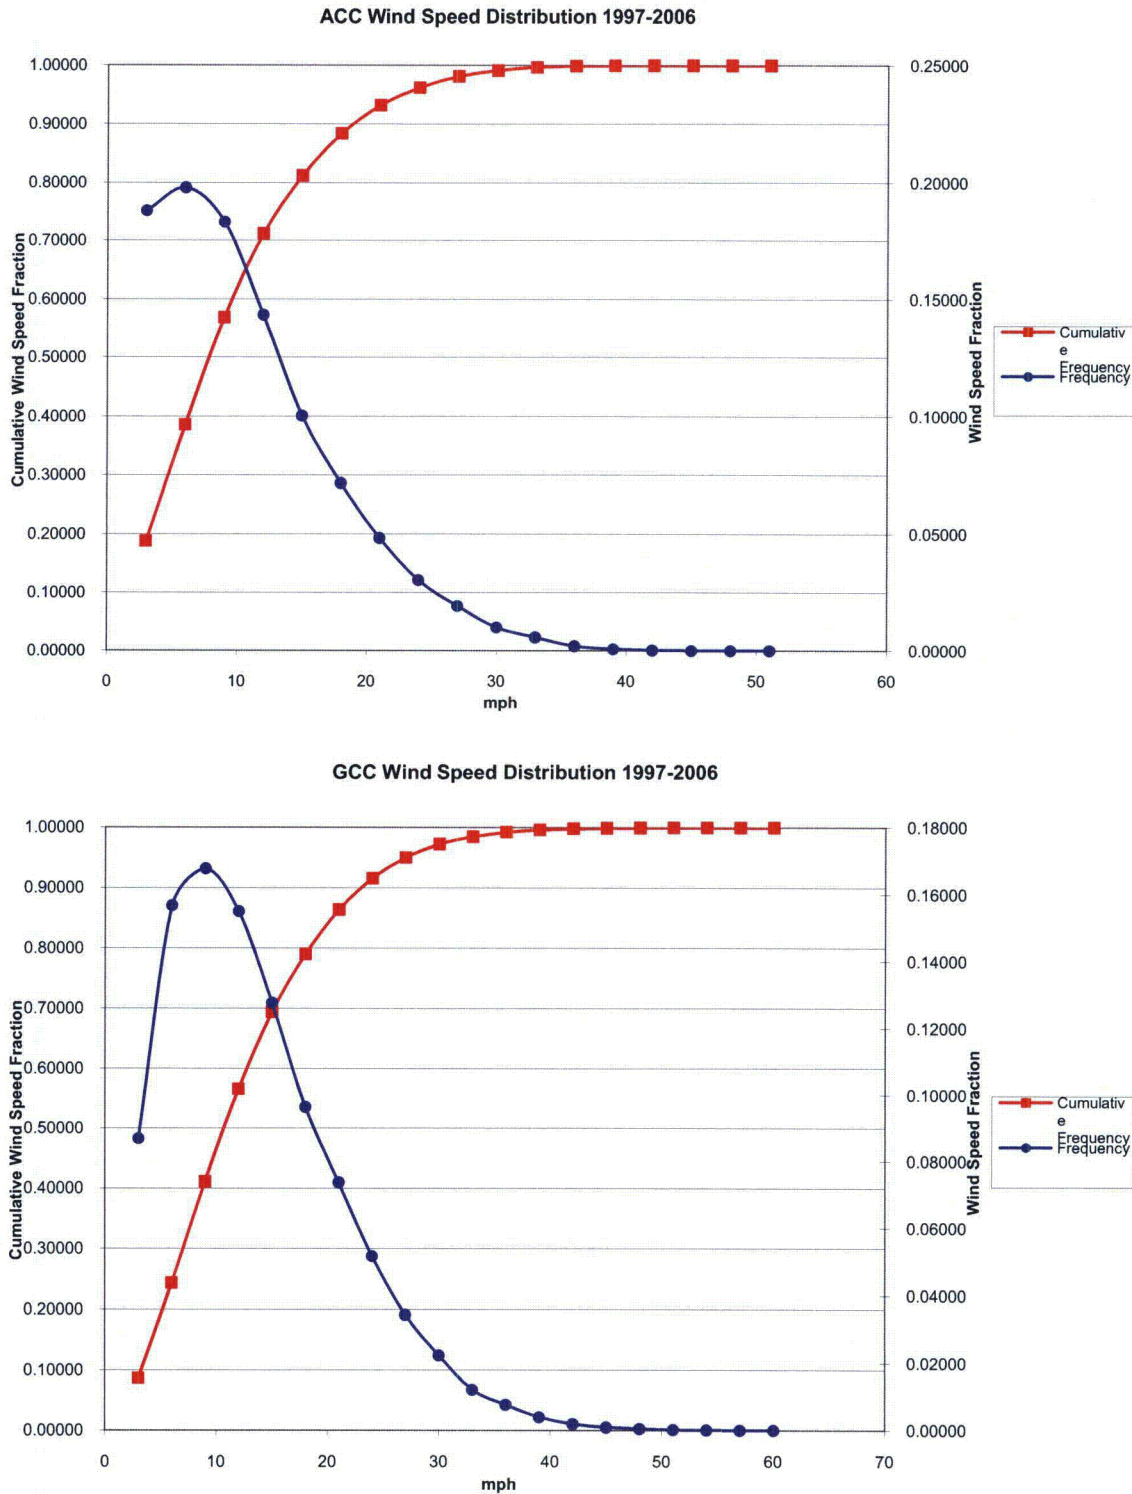 ACC Wind Speed Distribution 1997-2006
1.00000
0.90000
0.80000
0.70000
0.60000
0.50000
0.40000
0.30000
0.20000
0.10000
0.00000
Cumulative Wind Speed Fraction
0.25000
0.20000
0.15000
0.10000
0.05000
0.00000
Wind Speed Fraction
0 10 20 30 40 50 60
mph
Cumulativ
e
Frequency
Frequency
GCC Wind Speed Distribution 1997-2006
1.00000
0.90000
0.80000
0.70000
0.60000
0.50000
0.40000
0.30000
0.20000
0.10000
0.00000
Cumulative Wind Speed Fraction
0.18000
0.16000
0.14000
0.12000
0.10000
0.08000
0.06000
0.04000
0.02000
0.00000
Wind Speed Fraction
0 10 20 30 40 50 60 70
mph
Cumulativ
e
Frequency
Frequency